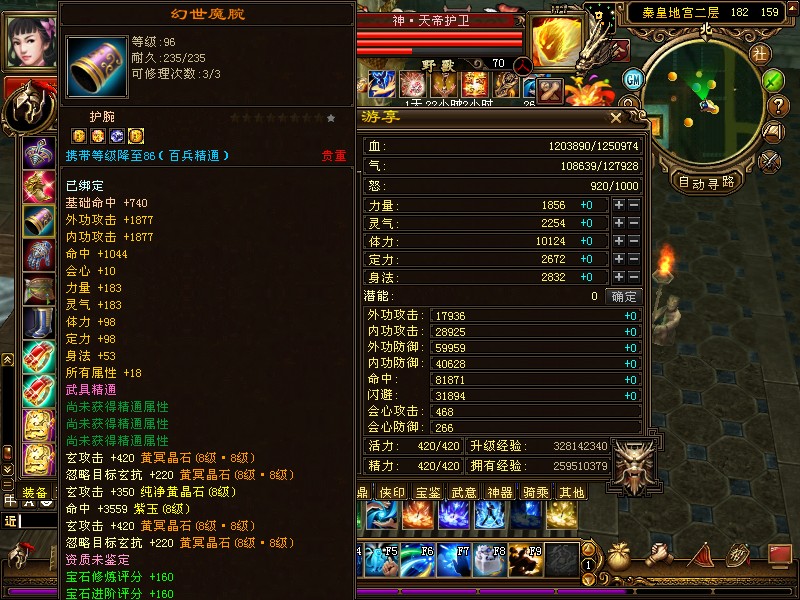 幻世魔腕
等级:96
耐久:235/235
可修理次数:3/3
护腕
携带等级降至86(百兵精通)
贵重
已绑定
基础命中 +740
外功攻击 +1877
内功攻击 +1877
命中 +1044
会心 +10
力量 +183
灵气 +183
体力 +98
定力 +98
身法 +53
所有属性 +18
武具精通
尚未获得精通属性
尚未获得精通属性
尚未获得精通属性
玄攻击 +420 黄冥晶石(8级·8级)
忽略目标玄抗 +220 黄冥晶石(8级·8级)
玄攻击 +350 纯净黄晶石(8级)
命中 +3559 紫玉(8级)
玄攻击 +420 黄冥晶石(8级·8级)
忽略目标玄抗 +220 黄冥晶石(8级·8级)
资质未鉴定
宝石修炼评分 +160
宝石进阶评分 +160
装备
近
神·天帝护卫
野兽
70
秦皇地宫二层 182 159
北
社
GM
?
自动寻路
游享
血: 1203890/1250974
气: 108639/127928
怒: 920/1000
力量: 1856 +0
灵气: 2254 +0
体力: 10124 +0
定力: 2672 +0
身法: 2832 +0
潜能: 0 确定
外功攻击: 17936 +0
内功攻击: 28925 +0
外功防御: 59959 +0
内功防御: 40628 +0
命中: 81871 +0
闪避: 31894 +0
会心攻击: 468
会心防御: 266
活力: 420/420 升级经验: 328142340
精力: 420/420 拥有经验: 259510379
侠印 宝鉴 武意 神器 骑乘 其他
F5 F6 F7 F8 F9
1